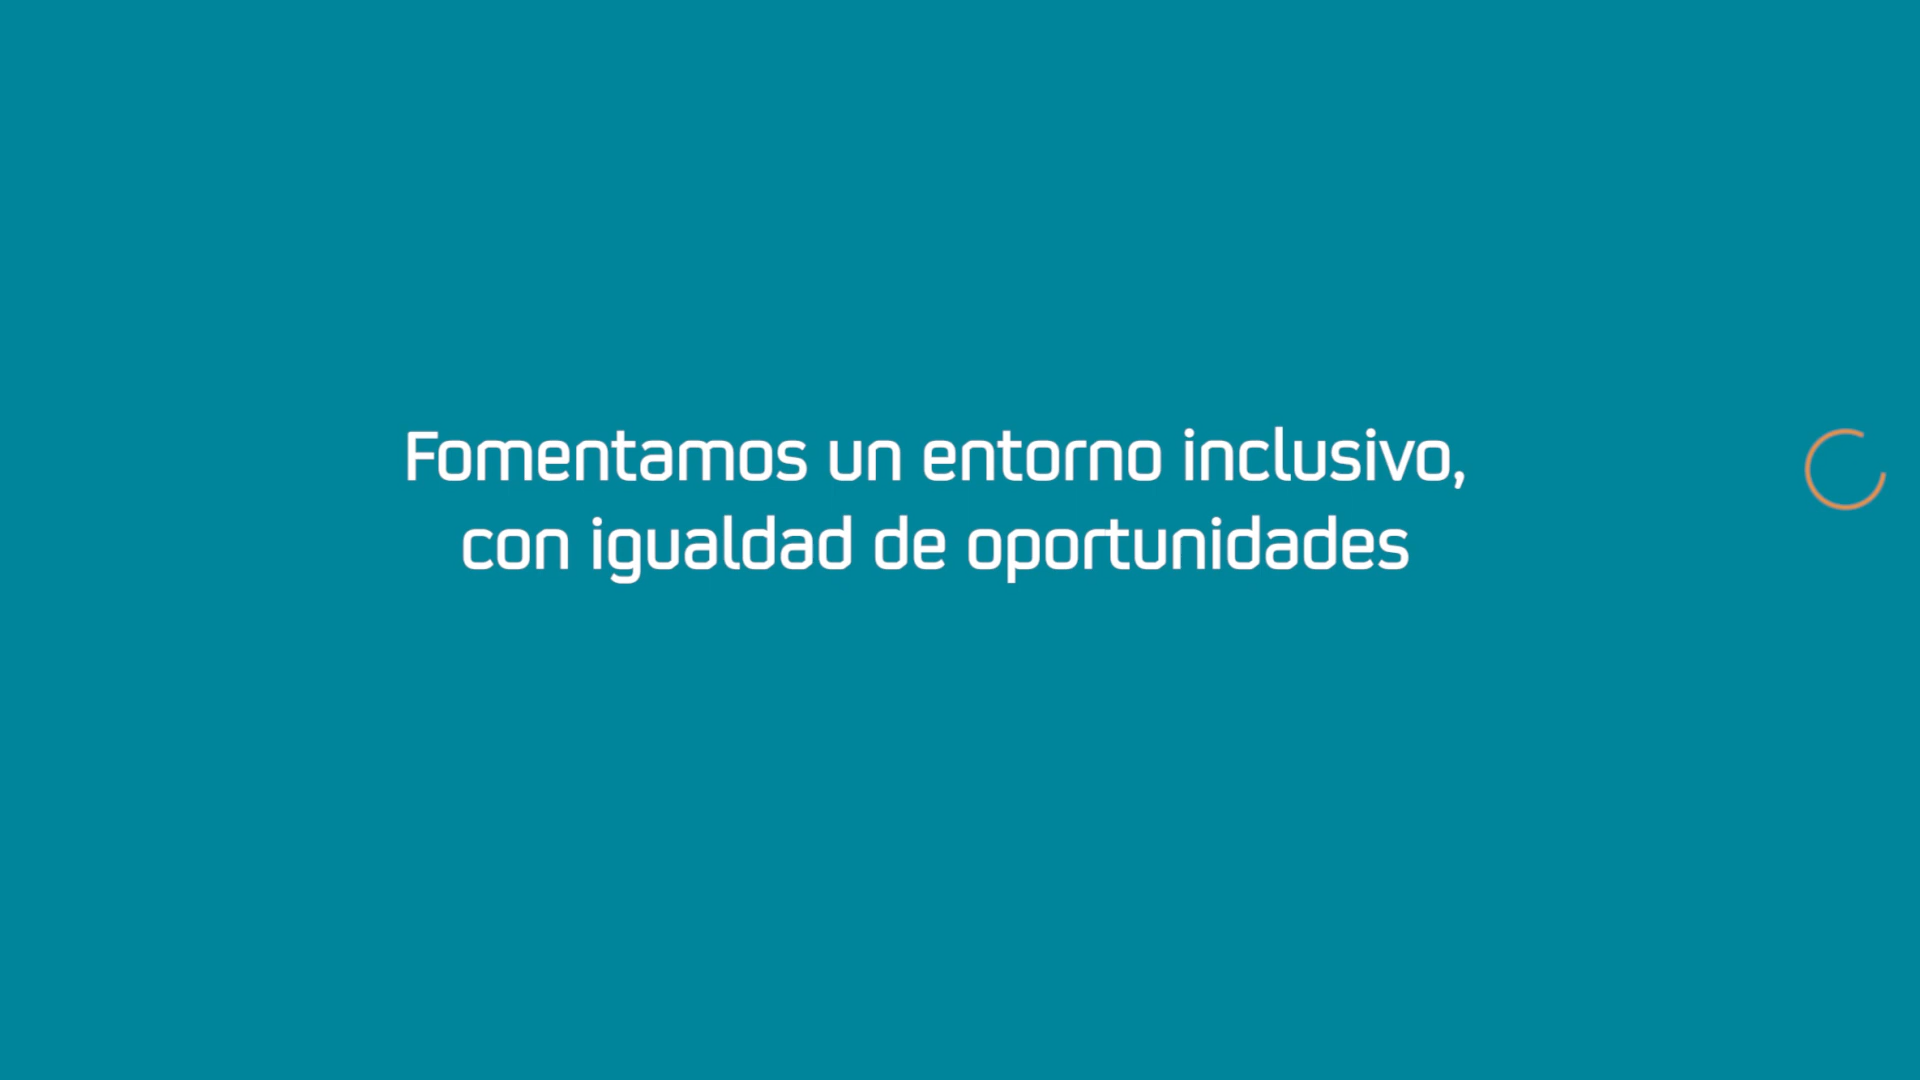 Fomentamos un entorno inclusivo,
con igualdad de oportunidades